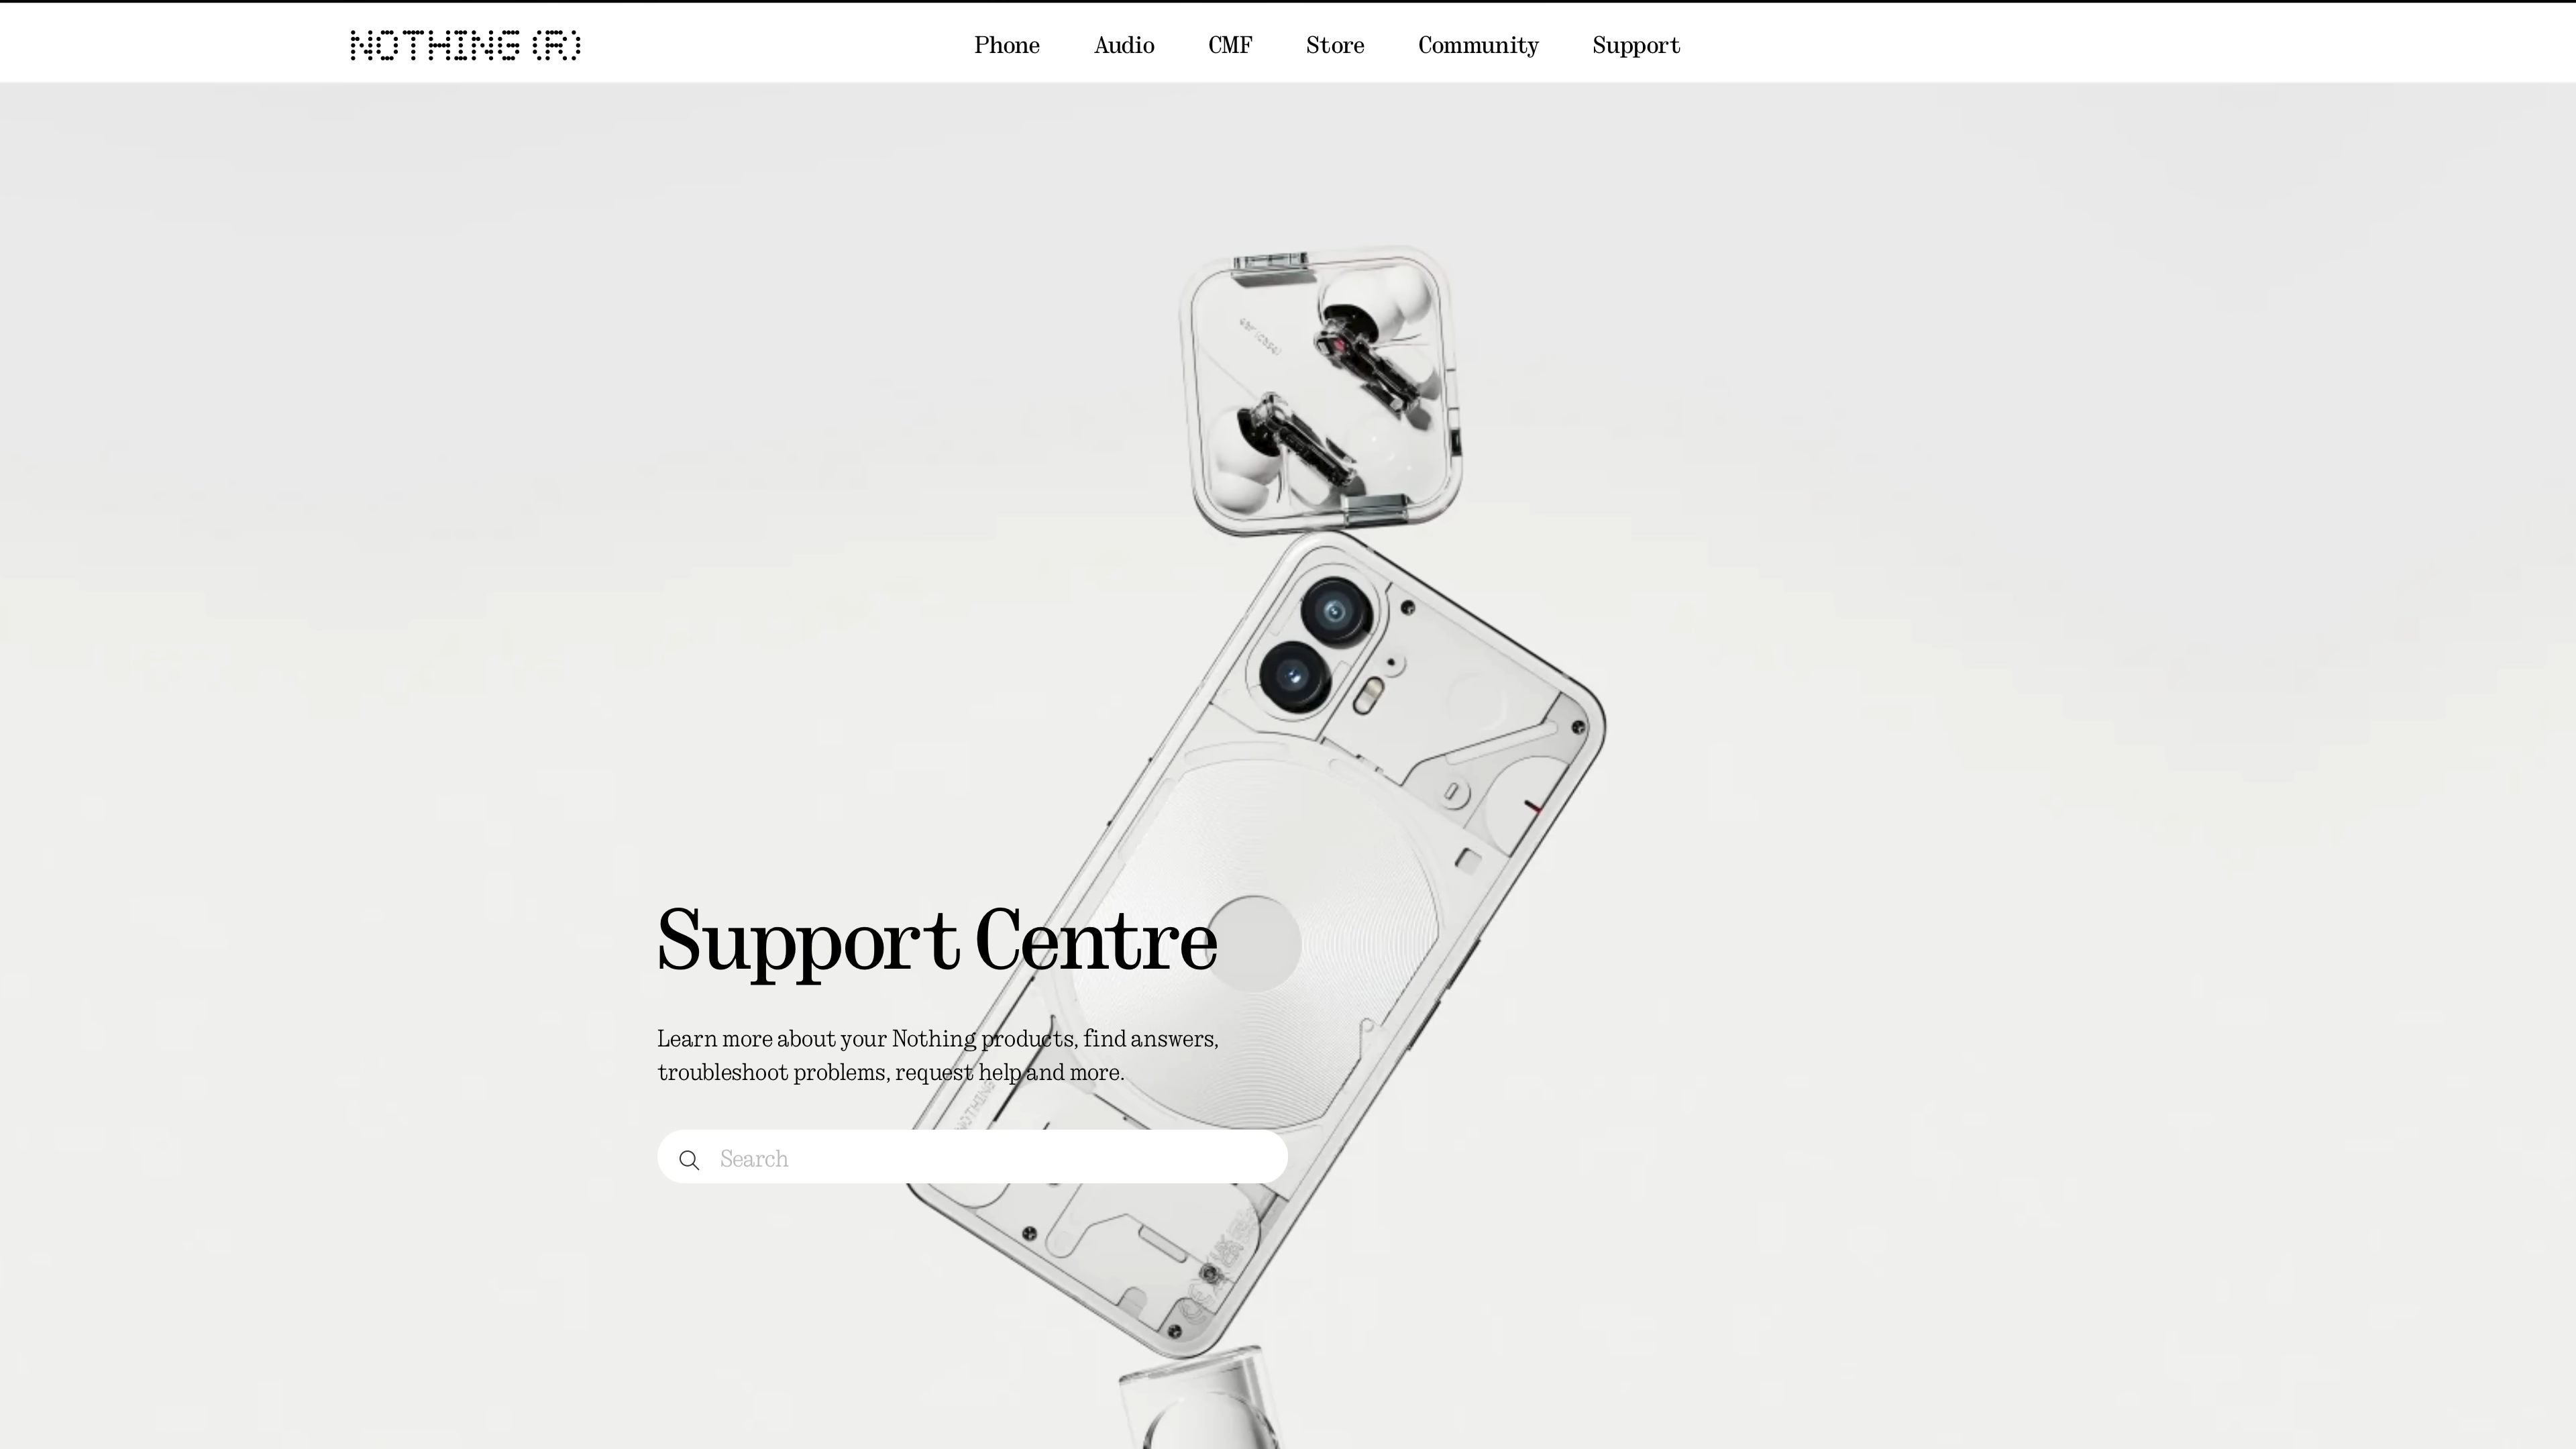 NOTHING (R)
Phone Audio CMF Store Community Support
Support Centre
Learn more about your Nothing products, find answers,
troubleshoot problems, request help and more.
NOTHING
Search